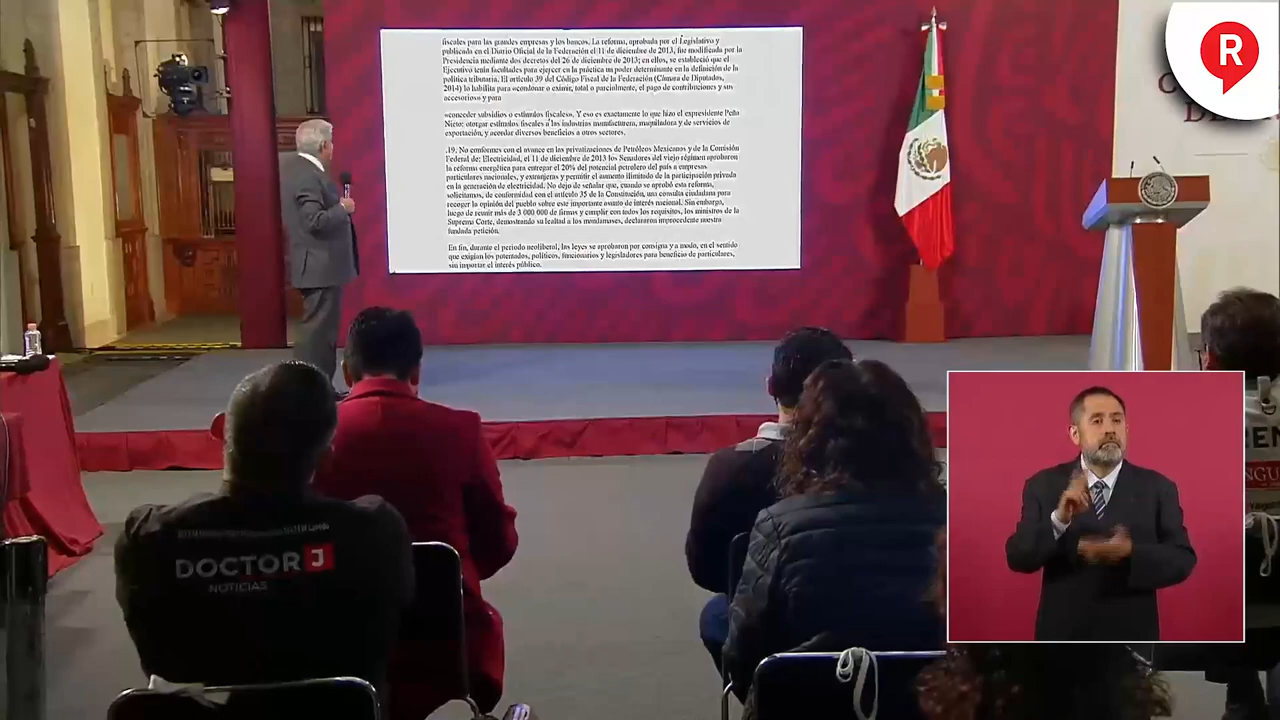 fiscales para las grandes empresas y los bancos. La reforma, aprobada por el Legislativo y
publicado en el Diario Oficial de la Federación el 11 de diciembre de 2013, fue modificada por la
Presidencia mediante dos decretos del 26 de diciembre de 2013; en ellos, se estableció que el
Ejecutivo tenía facultades para ejercer en la práctica un poder determinante en la definición de la
política tributaria. El artículo 39 del Código Fiscal de la Federación (Cámara de Diputados,
2014) lo habilita para «condonar o eximir, total o parcialmente, el pago de contribuciones y sus
accesorios» y para
«conceder subsidios o estímulos fiscales». Y eso es exactamente lo que hizo el expresidente Peña
Nieto: otorgar estímulos fiscales a las industrias manufacturera, maquiladora y de servicios de
exportación, y acordar diversos beneficios a otros sectores.
.19. No conformes con el avance en las privatizaciones de Petróleos Mexicanos y de la Comisión
Federal de: Electricidad, el 11 de diciembre de 2013 los Senadores del viejo régimen aprobaron
la reforma energética para entregar el 20% del potencial petrolero del país a empresas
particulares nacionales, y extranjeras y permitir el aumento ilimitado de la participación privada
en la generación de electricidad. No dejo de señalar que, cuando se aprobó esta reforma,
solicitamos, de conformidad con el artículo 35 de la Constitución, una consulta ciudadana para
recoger la opinión del pueblo sobre este importante asunto de interés nacional. Sin embargo,
luego de reunir más de 3 000 000 de firmas y cumplir con todos los requisitos, los ministros de la
Suprema Corte, demostrando su lealtad a los mandamases, declararon improcedente nuestra
fundada petición.
En fin, durante el periodo neoliberal, las leyes se aprobaron por consigna y a modo, en el sentido
que exigían los potentados, políticos, funcionarios y legisladores para beneficio de particulares,
sin importar el interés público.
R
DOCTOR J
NOTICIAS